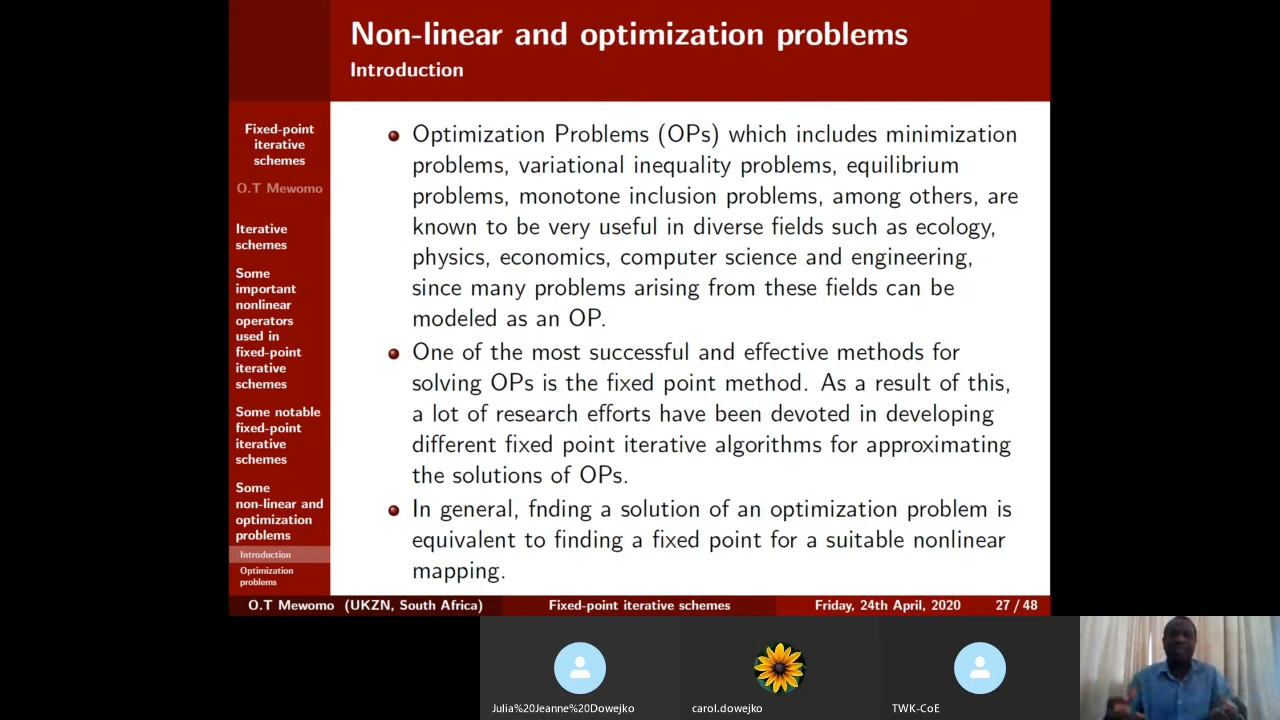 Non-linear and optimization problems
Introduction
Fixed-point
iterative
schemes
O.T Mewomo
Iterative
schemes
Some
important
nonlinear
operators
used in
fixed-point
iterative
schemes
Some notable
fixed-point
iterative
schemes
Some
non-linear and
optimization
problems
Introduction
Optimization
problems
Optimization Problems (OPs) which includes minimization
problems, variational inequality problems, equilibrium
problems, monotone inclusion problems, among others, are
known to be very useful in diverse fields such as ecology,
physics, economics, computer science and engineering,
since many problems arising from these fields can be
modeled as an OP.
One of the most successful and effective methods for
solving OPs is the fixed point method. As a result of this,
a lot of research efforts have been devoted in developing
different fixed point iterative algorithms for approximating
the solutions of OPs.
In general, fnding a solution of an optimization problem is
equivalent to finding a fixed point for a suitable nonlinear
mapping.
O.T Mewomo (UKZN, South Africa) Fixed-point iterative schemes Friday, 24th April, 2020 27 / 48
Julia%20Jeanne%20Dowejko carol.dowejko TWK-CoE